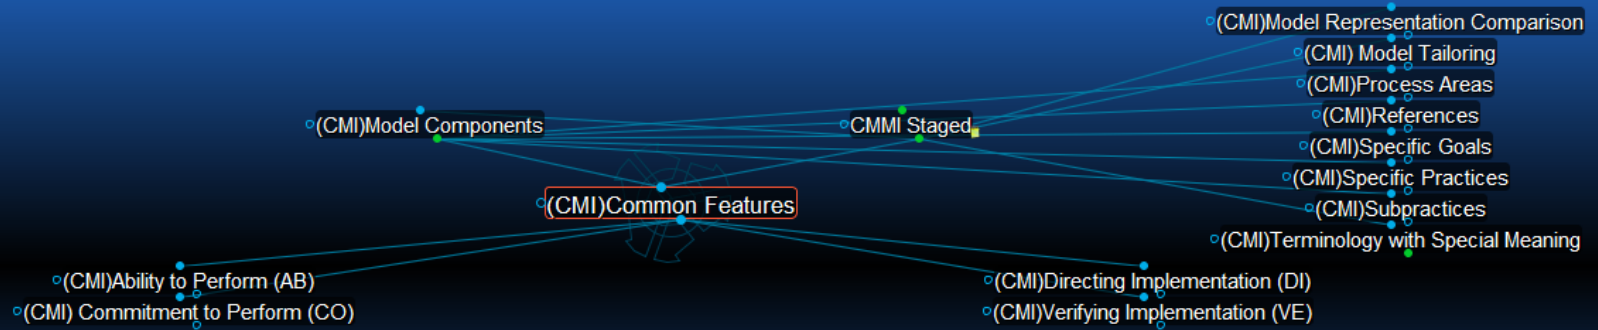 (CMI)Model Representation Comparison
(CMI) Model Tailoring
(CMI)Process Areas
(CMI)References
(CMI)Specific Goals
(CMI)Specific Practices
(CMI)Subpractices
(CMI)Terminology with Special Meaning
(CMI)Model Components
CMMI Staged
(CMI)Common Features
(CMI)Ability to Perform (AB)
(CMI) Commitment to Perform (CO)
(CMI)Directing Implementation (DI)
(CMI)Verifying Implementation (VE)